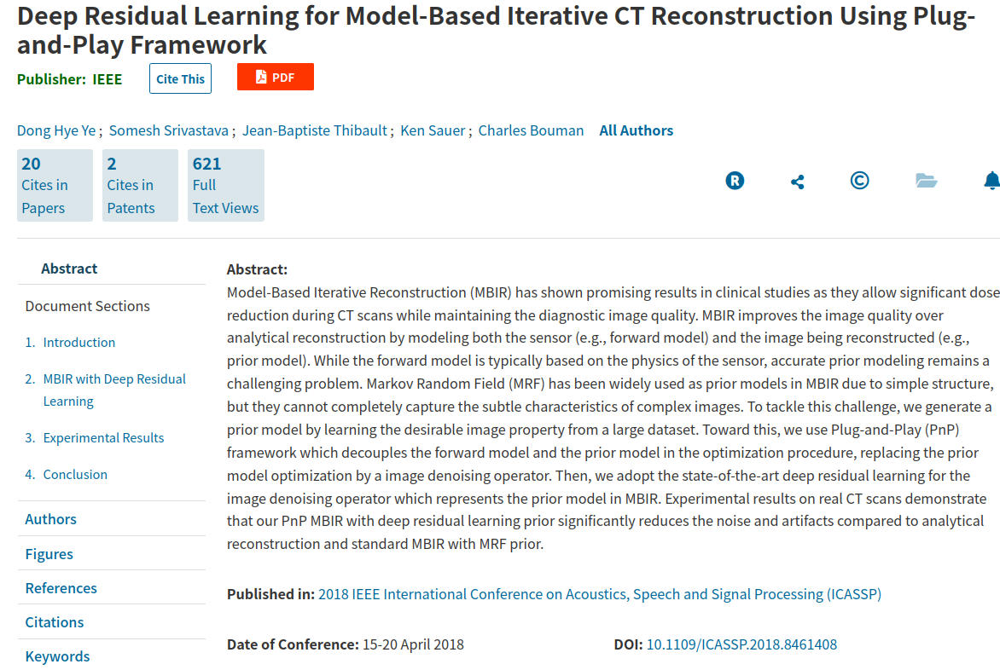 Deep Residual Learning for Model-Based Iterative CT Reconstruction Using Plug-
and-Play Framework
Publisher: IEEE
Cite This
PDF
Dong Hye Ye ; Somesh Srivastava ; Jean-Baptiste Thibault ; Ken Sauer ; Charles Bouman All Authors
20
Cites in
Papers
2
Cites in
Patents
621
Full
Text Views
R
©
Abstract
Document Sections
1. Introduction
2. MBIR with Deep Residual
Learning
3. Experimental Results
4. Conclusion
Authors
Figures
References
Citations
Keywords
Abstract:
Model-Based Iterative Reconstruction (MBIR) has shown promising results in clinical studies as they allow significant dose
reduction during CT scans while maintaining the diagnostic image quality. MBIR improves the image quality over
analytical reconstruction by modeling both the sensor (e.g., forward model) and the image being reconstructed (e.g.,
prior model). While the forward model is typically based on the physics of the sensor, accurate prior modeling remains a
challenging problem. Markov Random Field (MRF) has been widely used as prior models in MBIR due to simple structure,
but they cannot completely capture the subtle characteristics of complex images. To tackle this challenge, we generate a
prior model by learning the desirable image property from a large dataset. Toward this, we use Plug-and-Play (PnP)
framework which decouples the forward model and the prior model in the optimization procedure, replacing the prior
model optimization by a image denoising operator. Then, we adopt the state-of-the-art deep residual learning for the
image denoising operator which represents the prior model in MBIR. Experimental results on real CT scans demonstrate
that our PnP MBIR with deep residual learning prior significantly reduces the noise and artifacts compared to analytical
reconstruction and standard MBIR with MRF prior.
Published in: 2018 IEEE International Conference on Acoustics, Speech and Signal Processing (ICASSP)
Date of Conference: 15-20 April 2018
DOI: 10.1109/ICASSP.2018.8461408